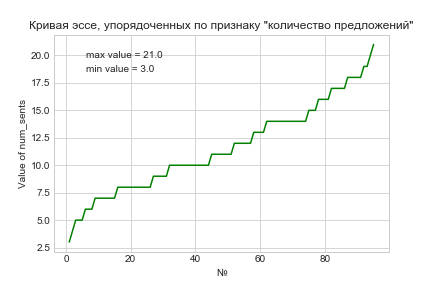 Кривая эссе, упорядоченных по признаку "количество предложений"
max value = 21.0
min value = 3.0
20.0
17.5
15.0
12.5
10.0
7.5
5.0
2.5
Value of num_sents
0 20 40 60 80
№